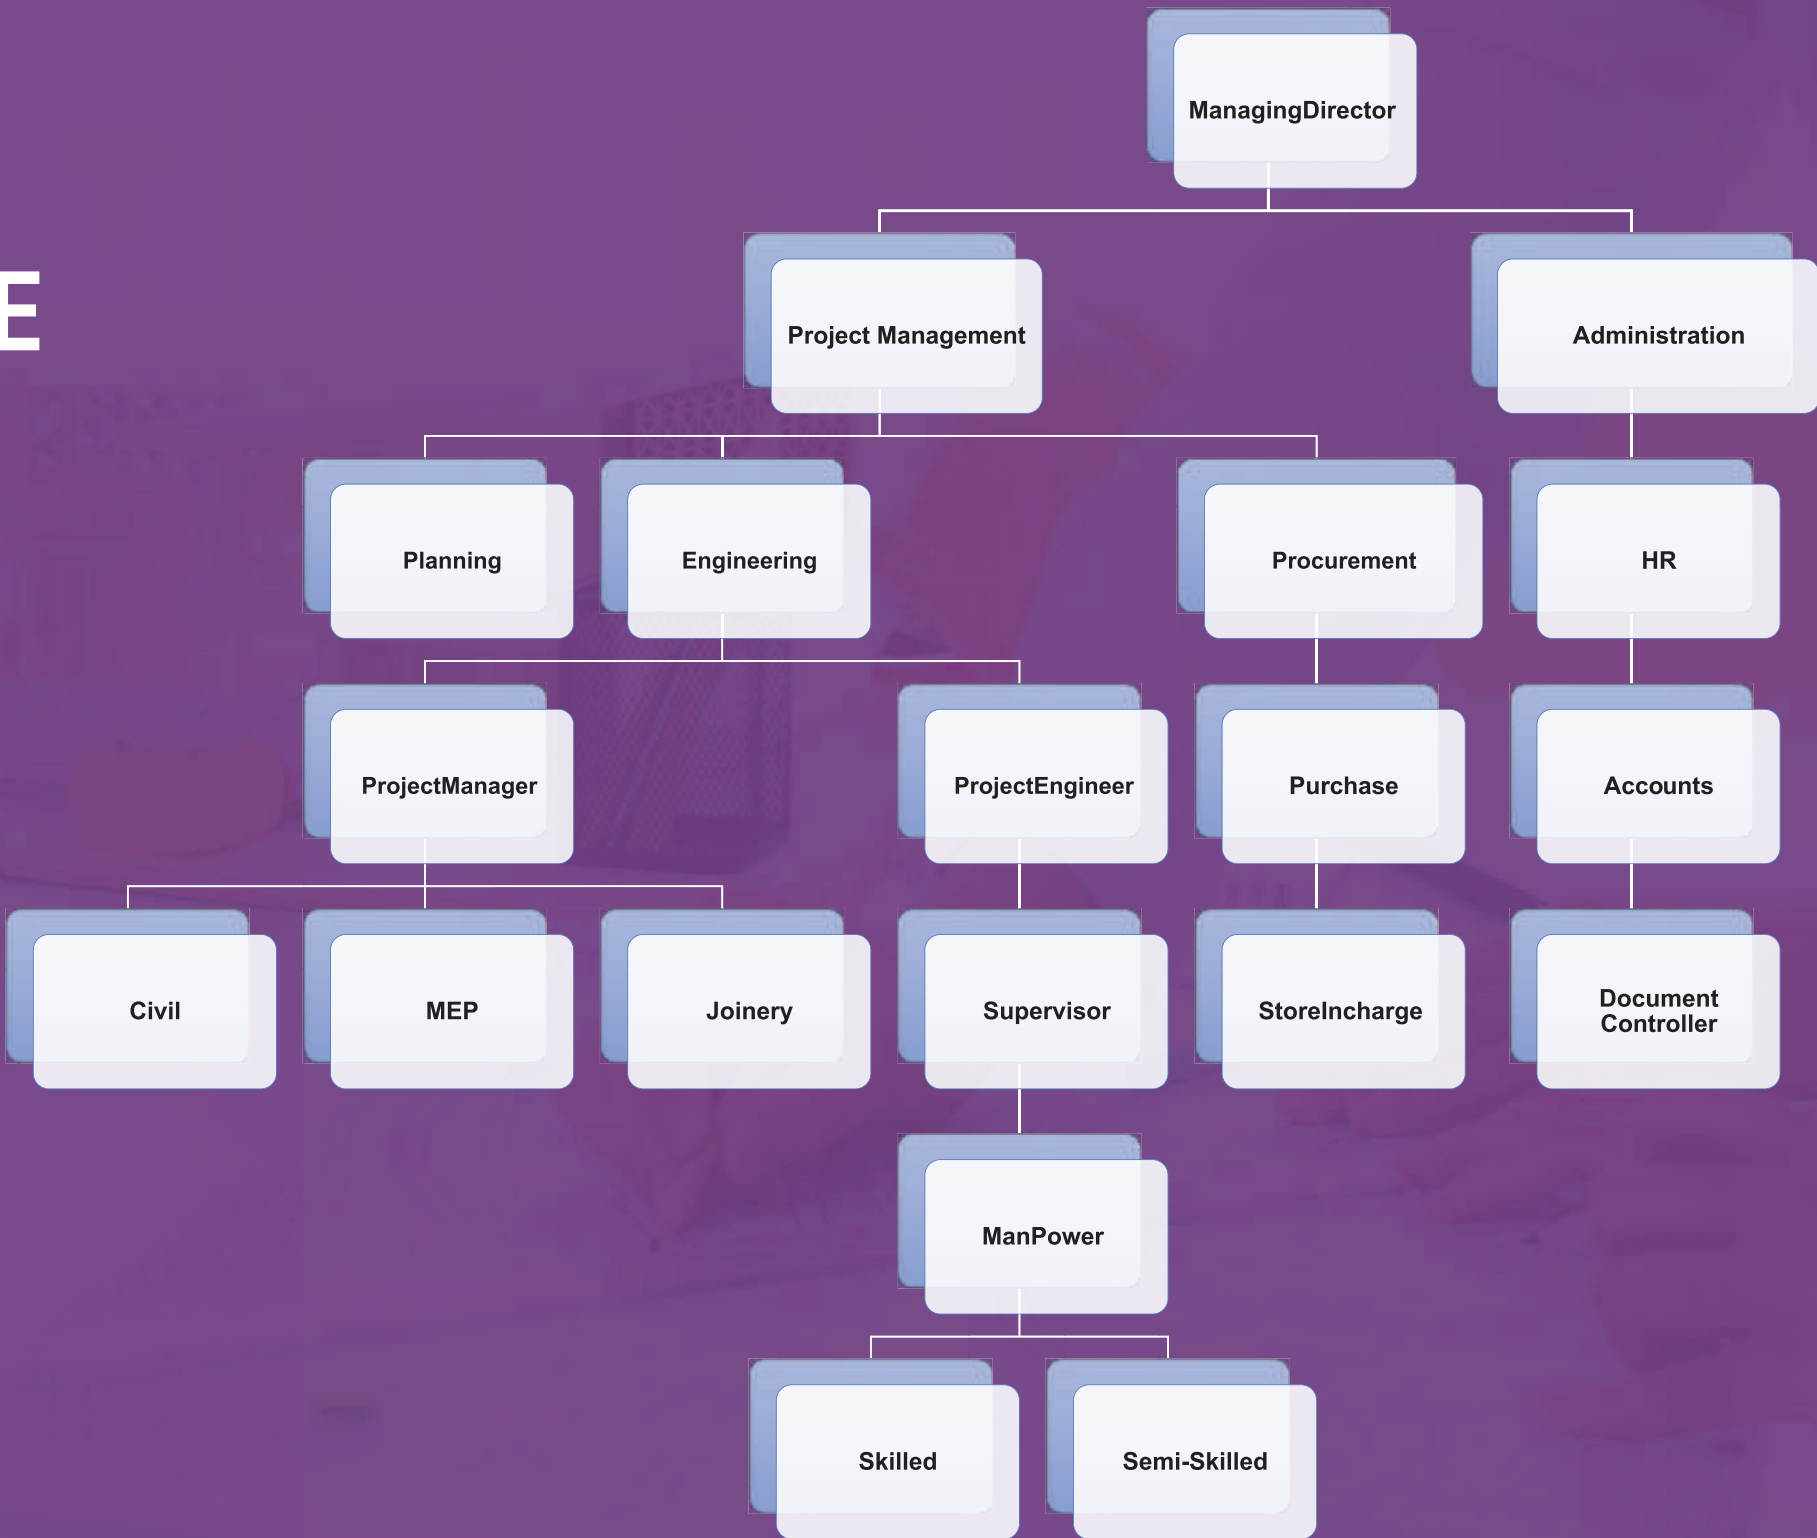 ManagingDirector
E
Project Management
Administration
Planning
Engineering
Procurement
HR
ProjectManager
ProjectEngineer
Purchase
Accounts
Civil
MEP
Joinery
Supervisor
StoreIncharge
Document
Controller
ManPower
Skilled
Semi-Skilled